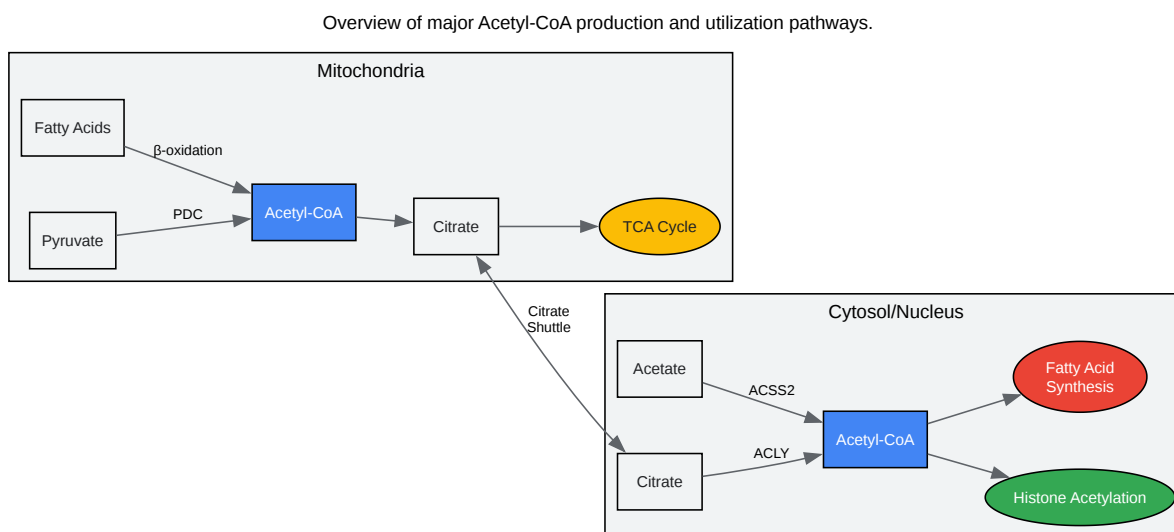 Overview of major Acetyl-CoA production and utilization pathways.
Mitochondria
Fatty Acids
β-oxidation
Pyruvate
PDC
Acetyl-CoA
Citrate
TCA Cycle
Citrate
Shuttle
Cytosol/Nucleus
Acetate
ACSS2
Citrate
ACLY
Acetyl-CoA
Fatty Acid
Synthesis
Histone Acetylation